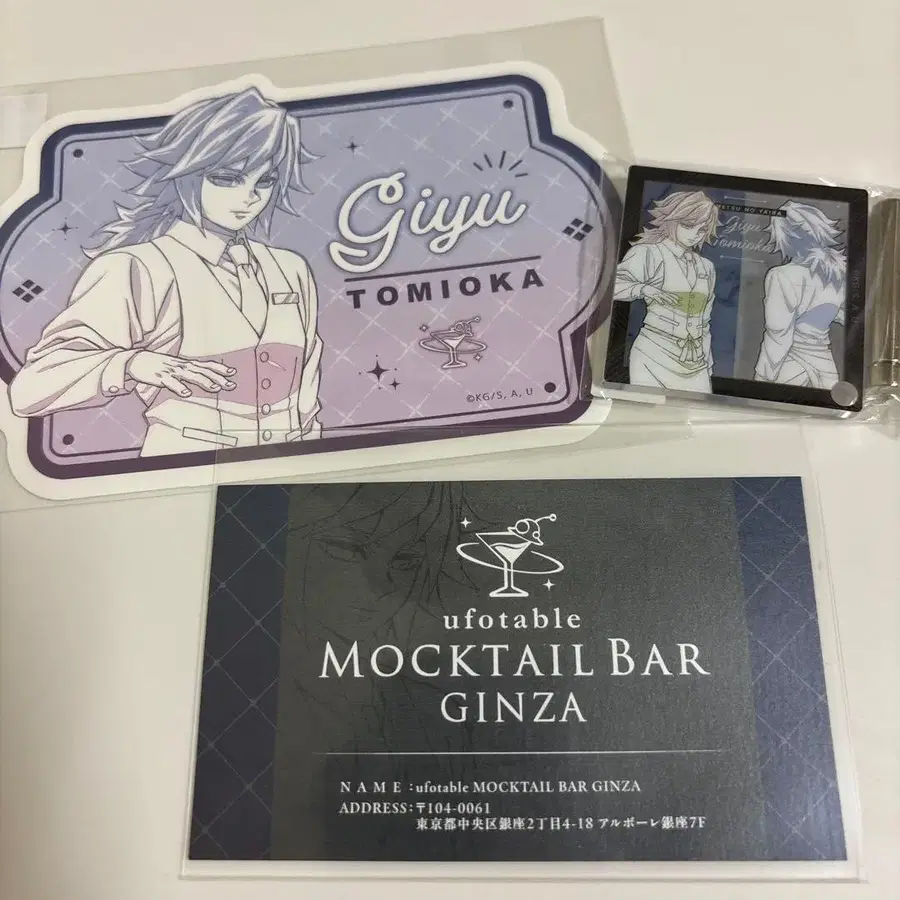 Giyu
TOMIOKA
©KG/S, A, U
Giyu
Tomioka
ufotable
MOCKTAIL BAR
GINZA
NAME:ufotable MOCKTAIL BAR GINZA
ADDRESS:〒104-0061
東京都中央区銀座2丁目4-18 アルボーレ銀座7F